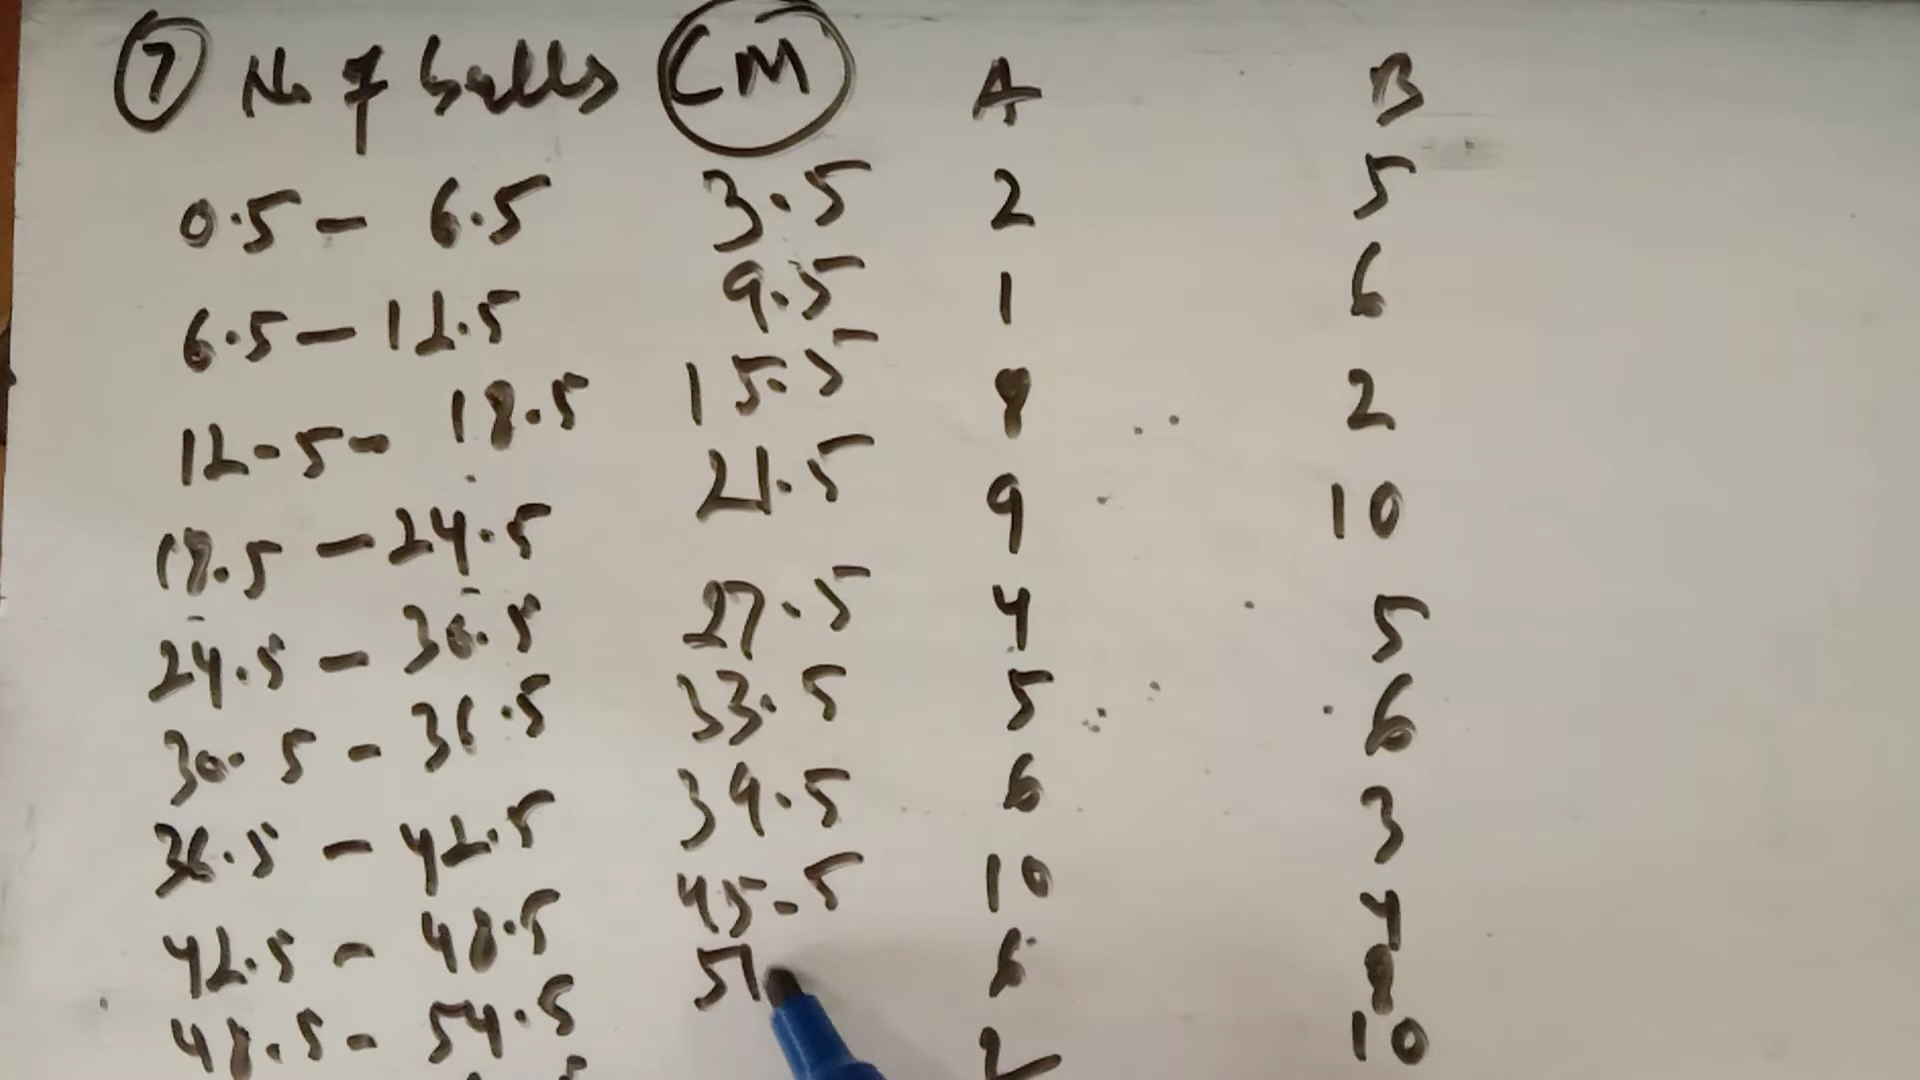 7 No of balls CM A B
0.5 - 6.5 3.5 2 5
6.5 - 12.5 9.5 1 6
12.5 - 18.5 15.5 8 2
18.5 - 24.5 21.5 9 10
24.5 - 30.5 27.5 4 5
30.5 - 36.5 33.5 5 6
36.5 - 42.5 39.5 6 3
42.5 - 48.5 45.5 10 4
48.5 - 54.5 51 6 8
2 10